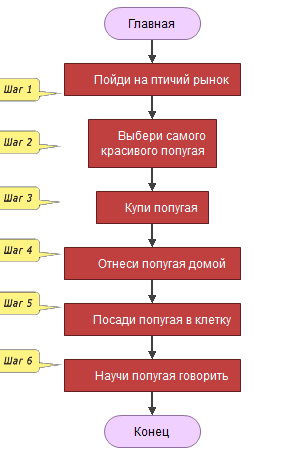 Главная
Шаг 1
Пойди на птичий рынок
Шаг 2
Выбери самого
красивого попугая
Шаг 3
Купи попугая
Шаг 4
Отнеси попугая домой
Шаг 5
Посади попугая в клетку
Шаг 6
Научи попугая говорить
Конец